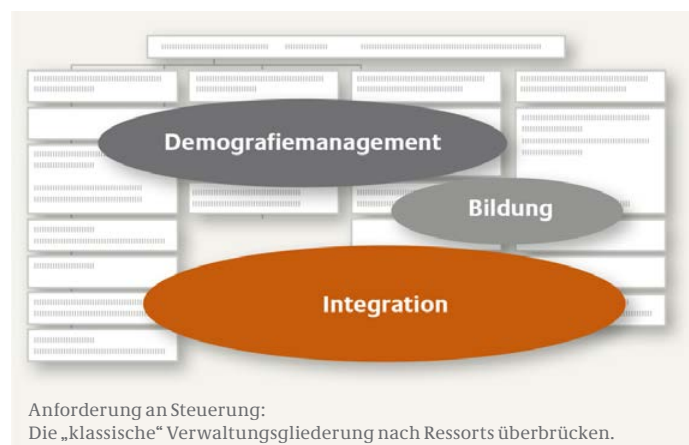 Demografiemanagement
Bildung
Integration
Anforderung an Steuerung:
Die „klassische“ Verwaltungsgliederung nach Ressorts überbrücken.